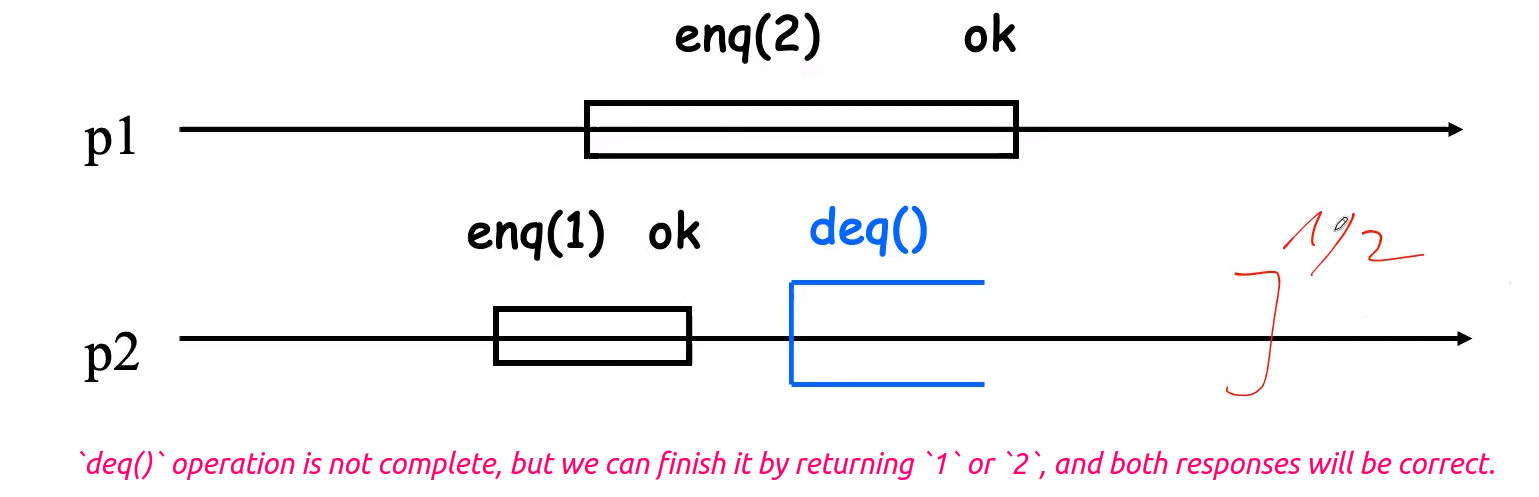 enq(2) ok
p1
enq(1) ok deq() 1/2
p2
`deq()` operation is not complete, but we can finish it by returning `1` or `2`, and both responses will be correct.